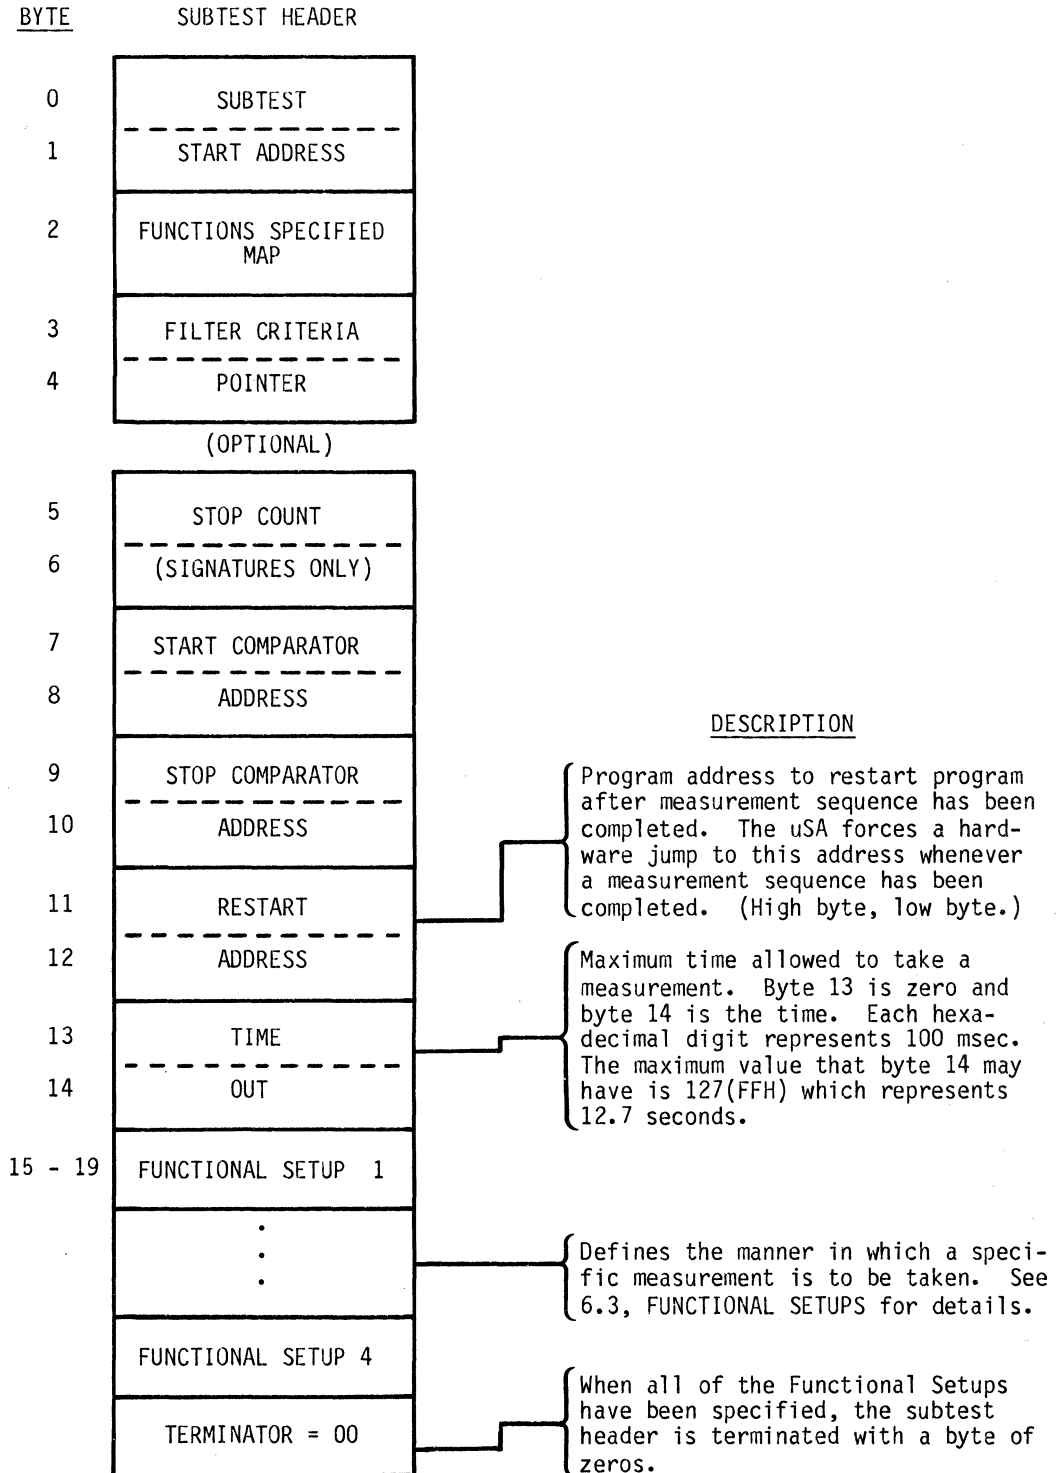 BYTE SUBTEST HEADER
0 SUBTEST
1 START ADDRESS
2 FUNCTIONS SPECIFIED
MAP
3 FILTER CRITERIA
4 POINTER
(OPTIONAL)
5 STOP COUNT
6 (SIGNATURES ONLY)
7 START COMPARATOR
8 ADDRESS
9 STOP COMPARATOR
10 ADDRESS
11 RESTART
12 ADDRESS
13 TIME
14 OUT
15 - 19 FUNCTIONAL SETUP 1
.
.
.
FUNCTIONAL SETUP 4
TERMINATOR = 00
DESCRIPTION
Program address to restart program
after measurement sequence has been
completed. The uSA forces a hard-
ware jump to this address whenever
a measurement sequence has been
completed. (High byte, low byte.)
Maximum time allowed to take a
measurement. Byte 13 is zero and
byte 14 is the time. Each hexa-
decimal digit represents 100 msec.
The maximum value that byte 14 may
have is 127(FFH) which represents
12.7 seconds.
Defines the manner in which a speci-
fic measurement is to be taken. See
6.3, FUNCTIONAL SETUPS for details.
When all of the Functional Setups
have been specified, the subtest
header is terminated with a byte of
zeros.